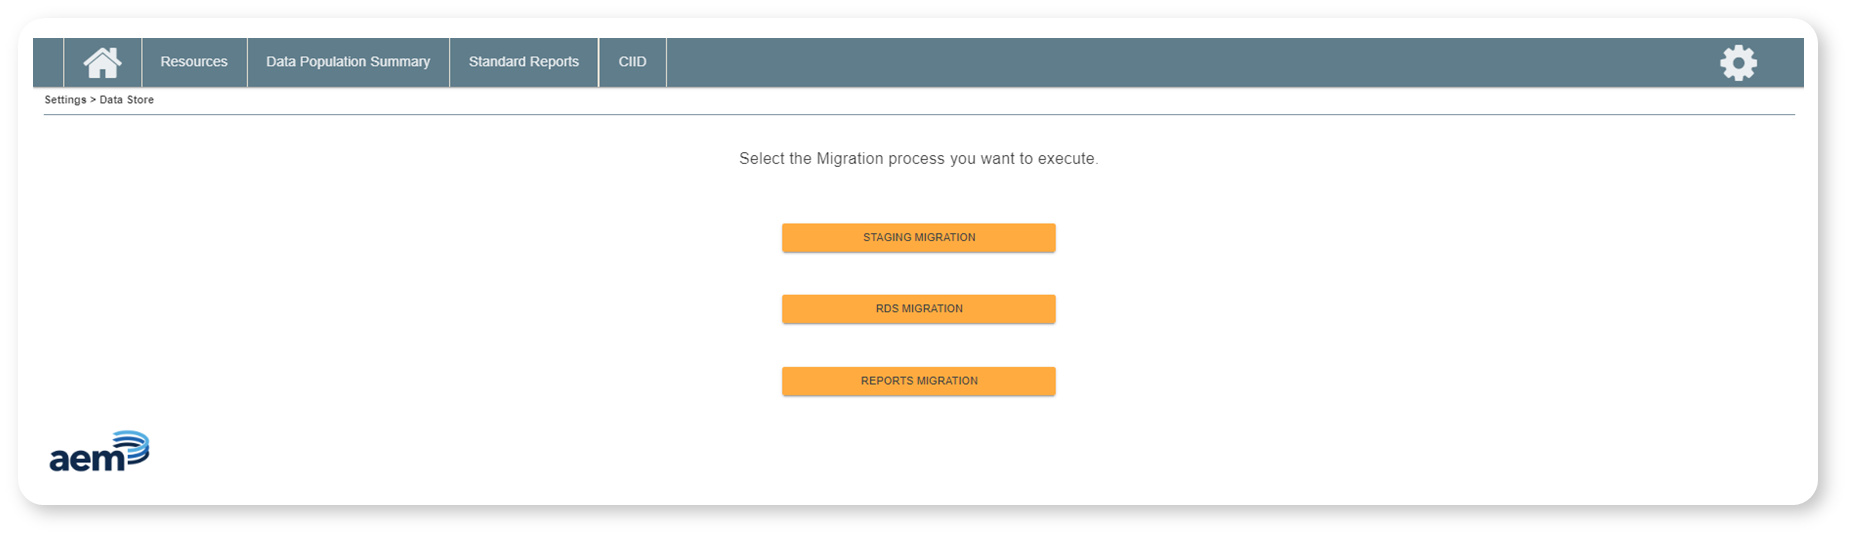 Resources
Data Population Summary
Standard Reports
CIID
Settings > Data Store
Select the Migration process you want to execute.
STAGING MIGRATION
RDS MIGRATION
REPORTS MIGRATION
aem